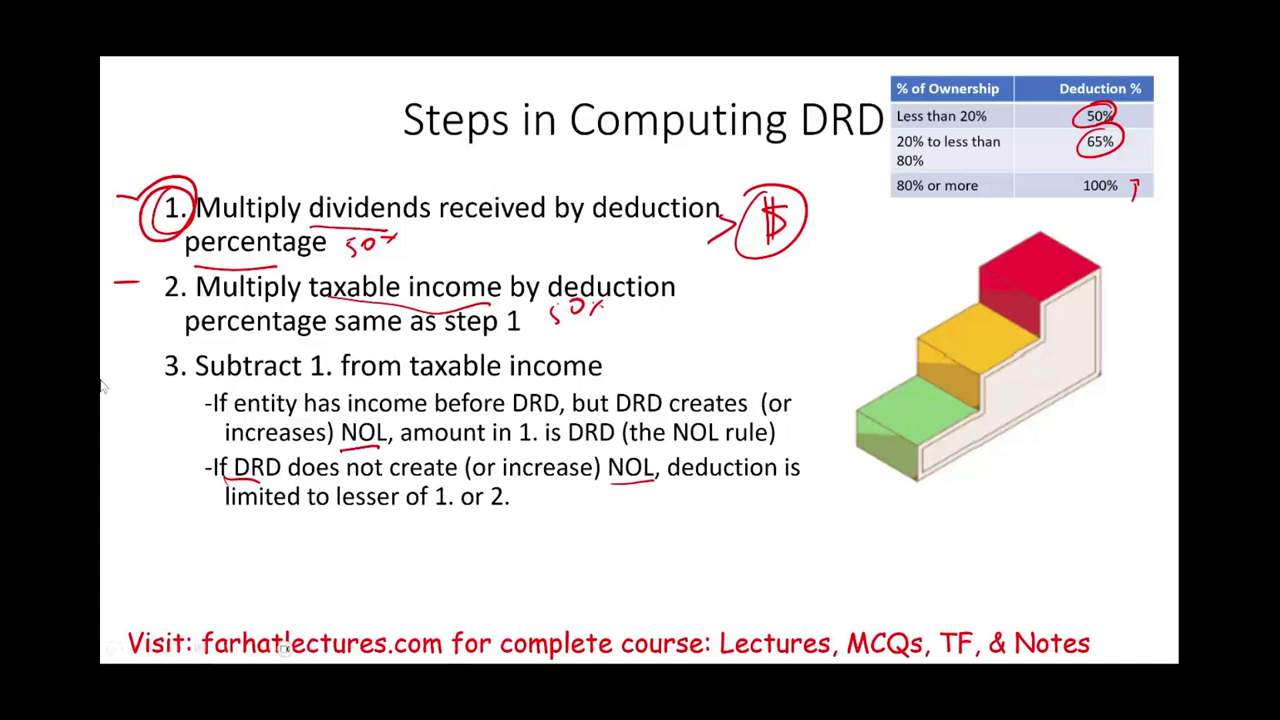 Steps in Computing DRD
% of Ownership Deduction %
Less than 20% 50%
20% to less than 65%
80%
80% or more 100%
1. Multiply dividends received by deduction $
percentage 50%
2. Multiply taxable income by deduction
percentage same as step 1 50%
3. Subtract 1. from taxable income
-If entity has income before DRD, but DRD creates (or
increases) NOL, amount in 1. is DRD (the NOL rule)
-If DRD does not create (or increase) NOL, deduction is
limited to lesser of 1. or 2.
Visit: farhatlectures.com for complete course: Lectures, MCQs, TF, & Notes